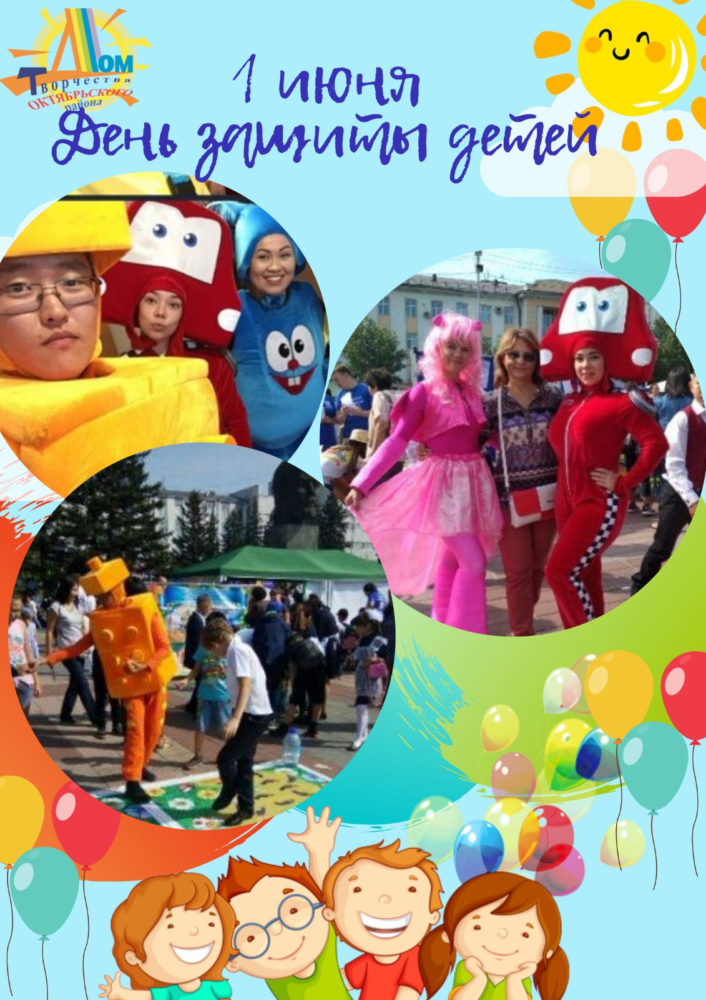 Дом
Творчества
ОКТЯБРЬСКОГО
района
1 июня
День защиты детей